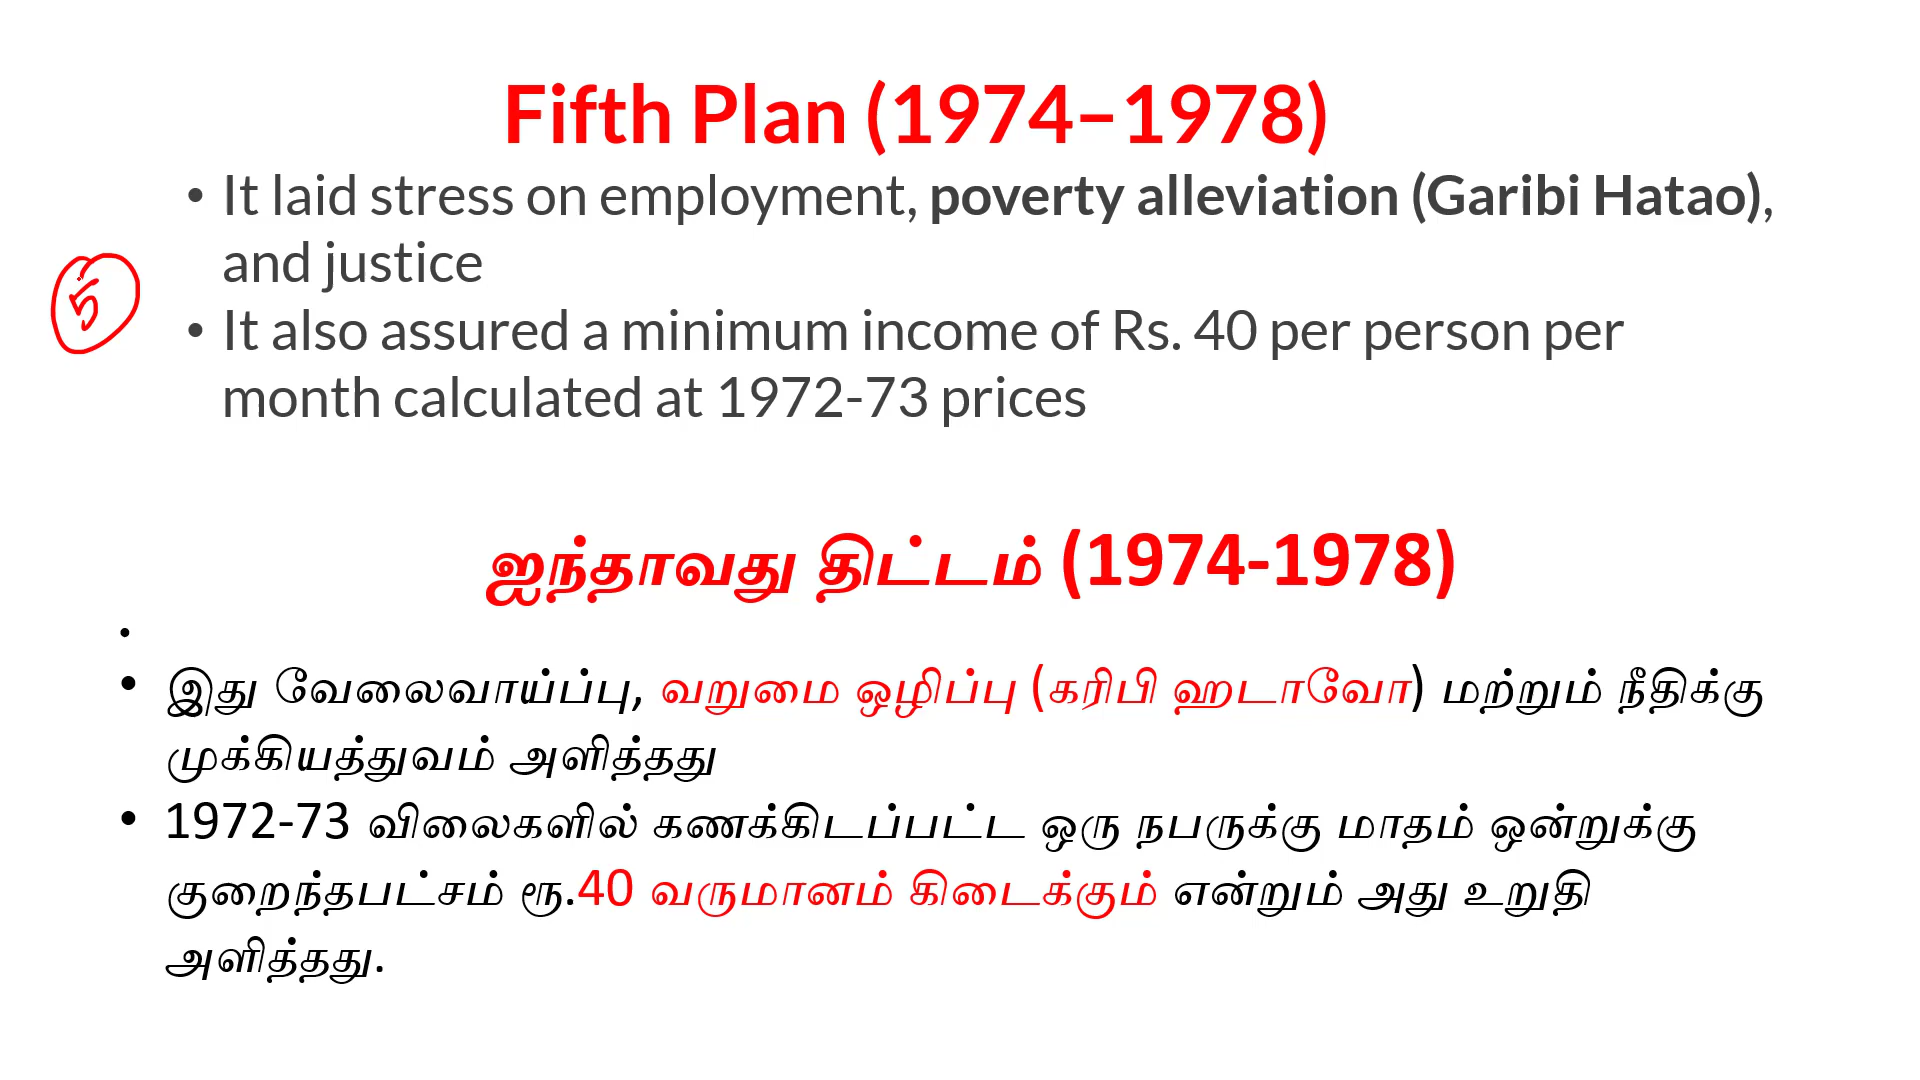 Fifth Plan (1974–1978)
• It laid stress on employment, poverty alleviation (Garibi Hatao),
and justice
5
• It also assured a minimum income of Rs. 40 per person per
month calculated at 1972-73 prices
ஐந்தாவது திட்டம் (1974-1978)
•
• இது வேலைவாய்ப்பு, வறுமை ஒழிப்பு (கரிபி ஹடாவோ) மற்றும் நீதிக்கு
முக்கியத்துவம் அளித்தது
• 1972-73 விலைகளில் கணக்கிடப்பட்ட ஒரு நபருக்கு மாதம் ஒன்றுக்கு
குறைந்தபட்சம் ரூ.40 வருமானம் கிடைக்கும் என்றும் அது உறுதி
அளித்தது.